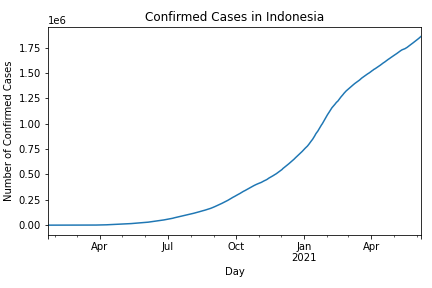 Confirmed Cases in Indonesia
1e6
1.75
1.50
1.25
1.00
0.75
0.50
0.25
0.00
Number of Confirmed Cases
Apr
Jul
Oct
Jan
2021
Apr
Day